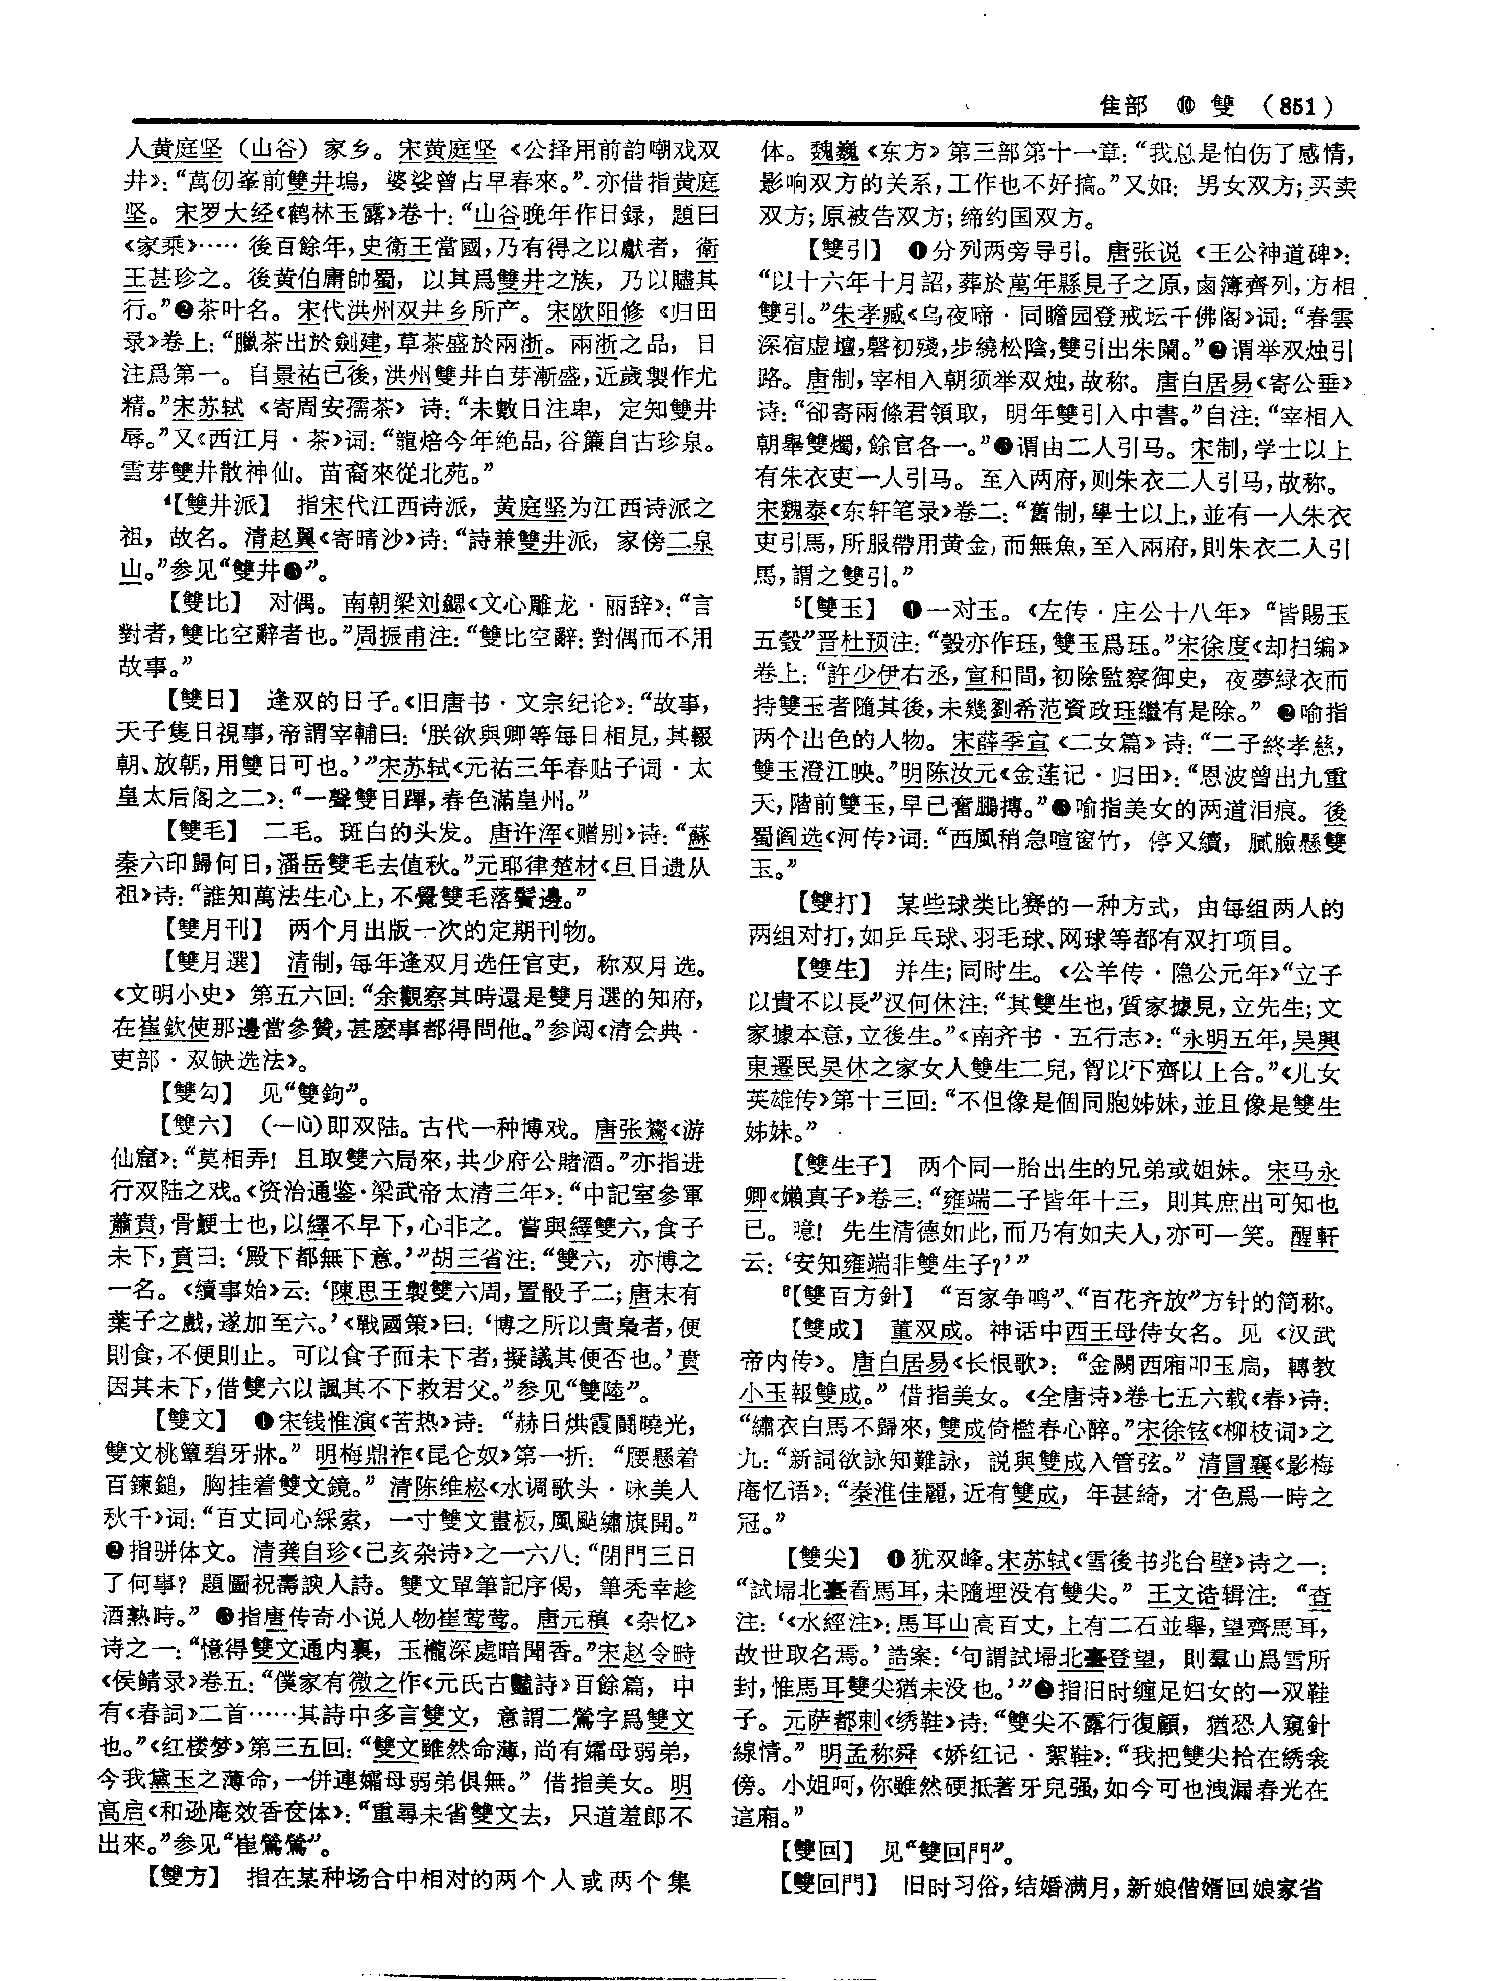 隹部 ⑩ 雙 (851)
人黄庭坚（山谷）家乡。宋黄庭坚《公择用前韵嘲戏双
井》：“萬仞峯前雙井塢，婆娑曾占早春來。”亦借指黄庭
坚。宋罗大经《鹤林玉露》卷十：“山谷晚年作日録，題曰
《家乘》……後百餘年，史衛王當國，乃有得之以獻者，衛
王甚珍之。後黄伯庸帥蜀，以其爲雙井之族，乃以贐其
行。”❷茶叶名。宋代洪州双井乡所产。宋欧阳修《归田
录》卷上：“臘茶出於劍建，草茶盛於兩浙。兩浙之品，日
注爲第一。自景祐已後，洪州雙井白芽漸盛，近歲製作尤
精。”宋苏轼《寄周安孺茶》诗：“未數日注卑，定知雙井
辱。”又《西江月·茶》词：“龍焙今年絶品，谷簾自古珍泉。
雪芽雙井散神仙。苗裔來從北苑。”
⁴【雙井派】 指宋代江西诗派，黄庭坚为江西诗派之
祖，故名。清赵翼《寄晴沙》诗：“詩兼雙井派，家傍二泉
山。”参见“雙井❸”。
【雙比】 对偶。南朝梁刘勰《文心雕龙·丽辞》：“言
對者，雙比空辭者也。”周振甫注：“雙比空辭：對偶而不用
故事。”
【雙日】 逢双的日子。《旧唐书·文宗纪论》：“故事，
天子隻日視事，帝謂宰輔曰：‘朕欲與卿等每日相見，其輟
朝、放朝，用雙日可也。’”宋苏轼《元祐三年春贴子词·太
皇太后阁之二》：“一聲雙日蹕，春色滿皇州。”
【雙毛】 二毛。斑白的头发。唐许浑《赠别》诗：“蘇
秦六印歸何日，潘岳雙毛去值秋。”元耶律楚材《旦日遗从
祖》诗：“誰知萬法生心上，不覺雙毛落鬢邊。”
【雙月刊】 两个月出版一次的定期刊物。
【雙月選】 清制，每年逢双月选任官吏，称双月选。
《文明小史》第五六回：“余觀察其時還是雙月選的知府，
在崔欽使那邊當參贊，甚麽事都得問他。”参阅《清会典·
吏部·双缺选法》。
【雙勾】 见“雙鉤”。
【雙六】 （一liù）即双陆。古代一种博戏。唐张鷟《游
仙窟》：“莫相弄！且取雙六局來，共少府公賭酒。”亦指进
行双陆之戏。《资治通鉴·梁武帝太清三年》：“中記室參軍
蕭賁，骨鯁士也，以繹不早下，心非之。嘗與繹雙六，食子
未下，賁曰：‘殿下都無下意。’”胡三省注：“雙六，亦博之
一名。《續事始》云：‘陳思王製雙六周，置骰子二；唐末有
葉子之戲，遂加至六。’《戰國策》曰：‘博之所以貴梟者，便
則食，不便則止。可以食子而未下者，擬議其便否也。’賁
因其未下，借雙六以諷其不下救君父。”参见“雙陸”。
【雙文】 ❶宋钱惟演《苦热》诗：“赫日烘霞鬪曉光，
雙文桃簟碧牙牀。”明梅鼎祚《昆仑奴》第一折：“腰懸着
百鍊鎚，胸挂着雙文鏡。”清陈维崧《水调歌头·咏美人
秋千》词：“百丈同心綵索，一寸雙文畫板，風颭繡旗開。”
❷指骈体文。清龚自珍《己亥杂诗》之一六八：“閉門三日
了何事？題圖祝壽諛人詩。雙文單筆記序偈，筆秃幸趁
酒熟時。”❸指唐传奇小说人物崔莺莺。唐元稹《杂忆》
诗之一：“憶得雙文通内裏，玉櫳深處暗聞香。”宋赵令畤
《侯鲭录》卷五：“僕家有微之作《元氏古豔詩》百餘篇，中
有《春詞》二首……其詩中多言雙文，意謂二鶯字爲雙文
也。”《红楼梦》第三五回：“雙文雖然命薄，尚有孀母弱弟，
今我黛玉之薄命，一併連孀母弱弟俱無。”借指美女。明
高启《和逊庵效香奁体》：“重尋未省雙文去，只道羞郎不
出來。”参见“崔鶯鶯”。
【雙方】 指在某种场合中相对的两个人或两个集
体。魏巍《东方》第三部第十一章：“我总是怕伤了感情，
影响双方的关系，工作也不好搞。”又如：男女双方；买卖
双方；原被告双方；缔约国双方。
【雙引】 ❶分列两旁导引。唐张说《王公神道碑》：
“以十六年十月詔，葬於萬年縣見子之原，鹵簿齊列，方相
雙引。”朱孝臧《乌夜啼·同瞻园登戒坛千佛阁》词：“春雲
深宿虚壇，磬初殘，步繞松陰，雙引出朱闌。”❷谓举双烛引
路。唐制，宰相入朝须举双烛，故称。唐白居易《寄公垂》
诗：“卻寄兩條君領取，明年雙引入中書。”自注：“宰相入
朝舉雙燭，餘官各一。”❸谓由二人引马。宋制，学士以上
有朱衣吏一人引马。至入两府，则朱衣二人引马，故称。
宋魏泰《东轩笔录》卷二：“舊制，學士以上，並有一人朱衣
吏引馬，所服帶用黄金，而無魚，至入兩府，則朱衣二人引
馬，謂之雙引。”
⁵【雙玉】 ❶一对玉。《左传·庄公十八年》“皆賜玉
五瑴”晋杜预注：“瑴亦作珏，雙玉爲珏。”宋徐度《却扫编》
卷上：“許少伊右丞，宣和間，初除監察御史，夜夢緑衣而
持雙玉者隨其後，未幾劉希范資政珏繼有是除。”❷喻指
两个出色的人物。宋薛季宣《二女篇》诗：“二子終孝慈，
雙玉澄江映。”明陈汝元《金莲记·归田》：“恩波曾出九重
天，階前雙玉，早已奮鵬摶。”❸喻指美女的两道泪痕。後
蜀阎选《河传》词：“西風稍急喧窗竹，停又續，膩臉懸雙
玉。”
【雙打】 某些球类比赛的一种方式，由每组两人的
两组对打，如乒乓球、羽毛球、网球等都有双打项目。
【雙生】 并生；同时生。《公羊传·隐公元年》“立子
以貴不以長”汉何休注：“其雙生也，質家據見，立先生；文
家據本意，立後生。”《南齐书·五行志》：“永明五年，吴興
東遷民吴休之家女人雙生二兒，胷以下齊以上合。”《儿女
英雄传》第十三回：“不但像是個同胞姊妹，並且像是雙生
姊妹。”
【雙生子】 两个同一胎出生的兄弟或姐妹。宋马永
卿《嬾真子》卷三：“雍端二子皆年十三，則其庶出可知也
已。噫！先生清德如此，而乃有如夫人，亦可一笑。醒軒
云：‘安知雍端非雙生子？’”
⁸【雙百方針】 “百家争鸣”、“百花齐放”方针的简称。
【雙成】 董双成。神话中西王母侍女名。见《汉武
帝内传》。唐白居易《长恨歌》：“金闕西廂叩玉扃，轉教
小玉報雙成。”借指美女。《全唐诗》卷七五六载《春》诗：
“繡衣白馬不歸來，雙成倚檻春心醉。”宋徐铉《柳枝词》之
九：“新詞欲詠知難詠，説與雙成入管弦。”清冒襄《影梅
庵忆语》：“秦淮佳麗，近有雙成，年甚綺，才色爲一時之
冠。”
【雙尖】 ❶犹双峰。宋苏轼《雪後书北台壁》诗之一：
“試埽北臺看馬耳，未隨埋没有雙尖。”王文诰辑注：“查
注：‘《水經注》：馬耳山高百丈，上有二石並舉，望齊馬耳，
故世取名焉。’誥案：‘句謂試埽北臺登望，則羣山爲雪所
封，惟馬耳雙尖猶未没也。’”❷指旧时缠足妇女的一双鞋
子。元萨都剌《绣鞋》诗：“雙尖不露行復顧，猶恐人窺針
線情。”明孟称舜《娇红记·絮鞋》：“我把雙尖拾在綉衾
傍。小姐呵，你雖然硬抵著牙兒强，如今可也洩漏春光在
這廂。”
【雙回】 见“雙回門”。
【雙回門】 旧时习俗，结婚满月，新娘偕婿回娘家省